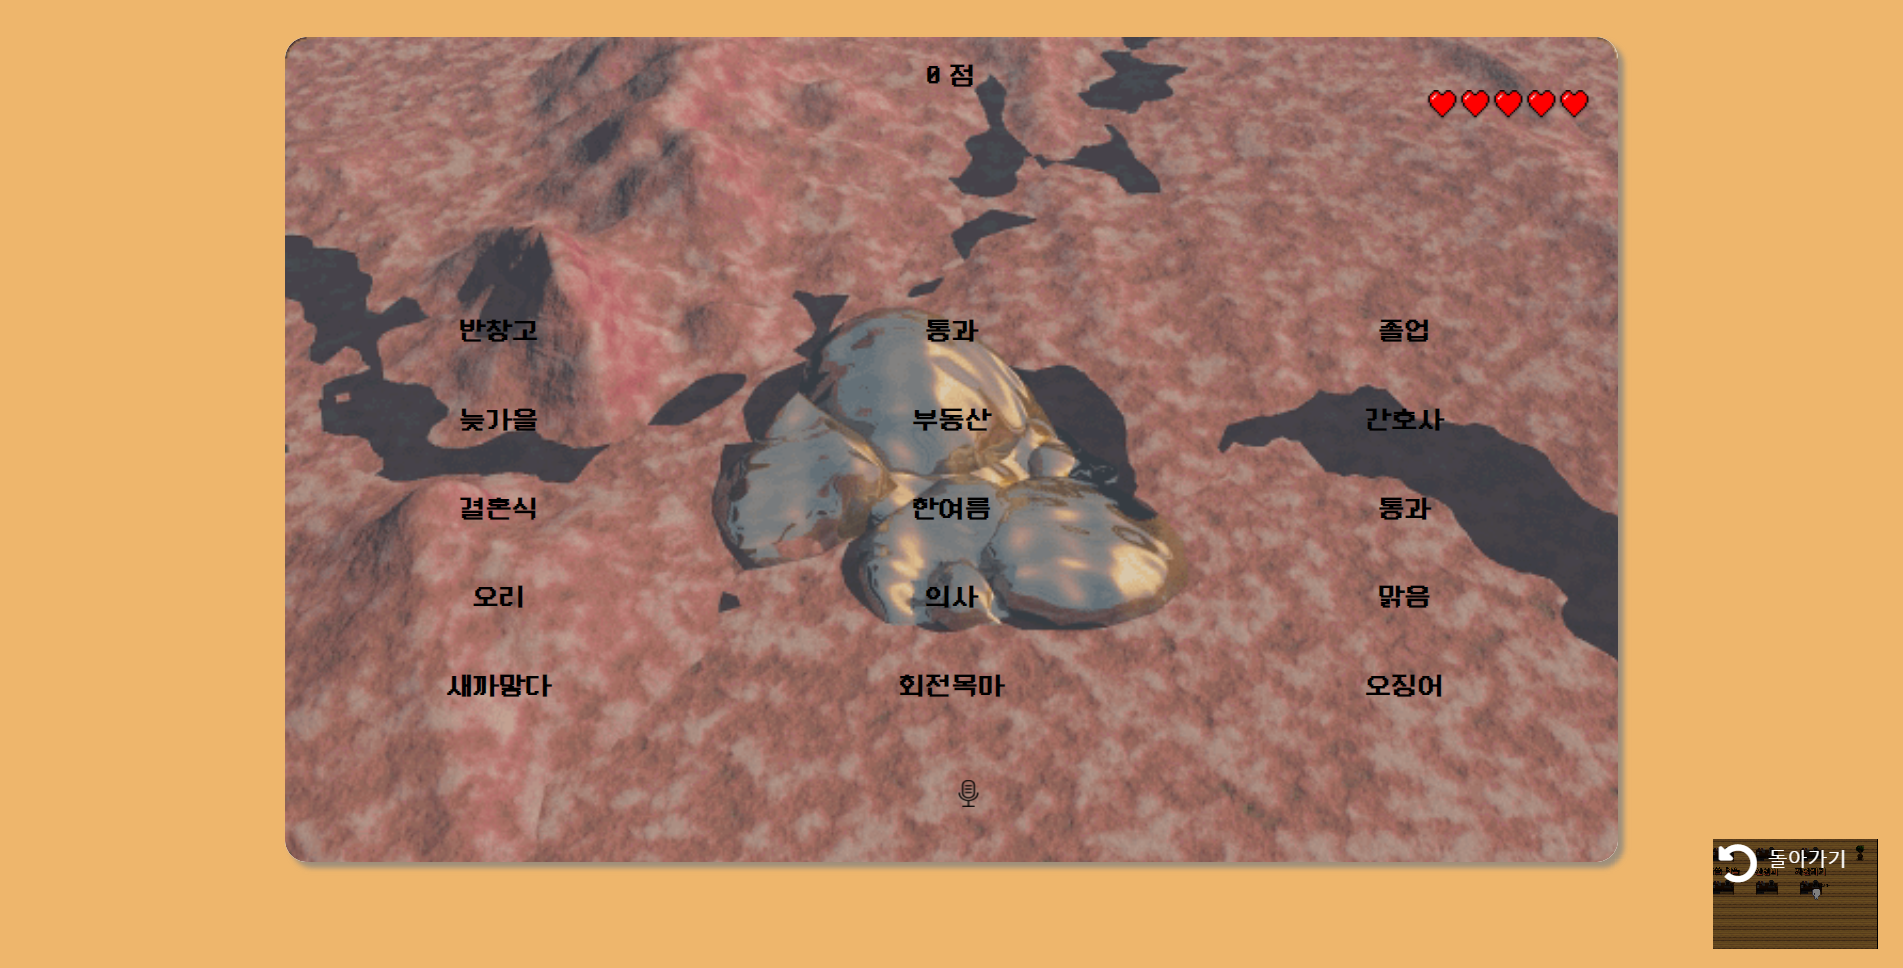 0 점
반창고 통과 졸업
늦가을 부동산 간호사
결혼식 한여름 통과
오리 의사 맑음
새까맣다 회전목마 오징어
돌아가기